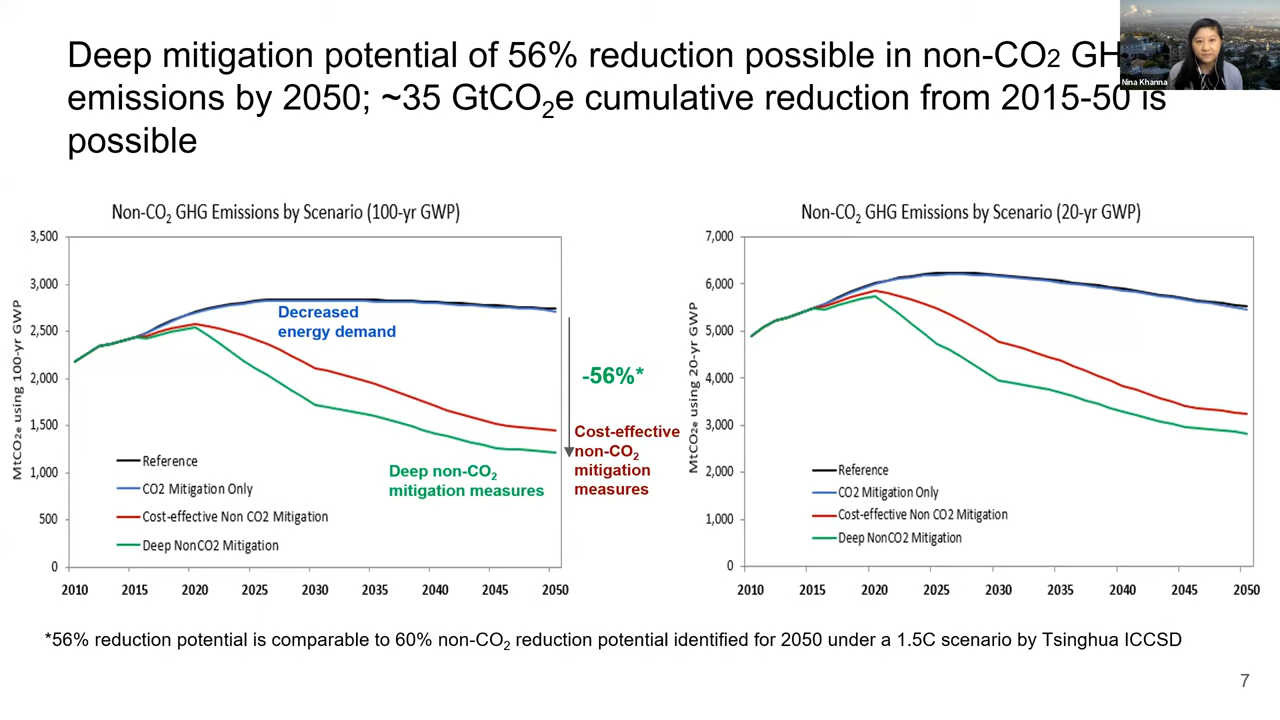 Deep mitigation potential of 56% reduction possible in non-CO2 GH
emissions by 2050; ~35 GtCO2e cumulative reduction from 2015-50 is
possible
Nina Khanna
Non-CO2 GHG Emissions by Scenario (100-yr GWP)
MtCO2e using 100-yr GWP
3,500
3,000
2,500
2,000
1,500
1,000
500
0
Decreased
energy demand
-56%*
Cost-effective
non-CO2
mitigation
measures
Deep non-CO2
mitigation measures
Reference
CO2 Mitigation Only
Cost-effective Non CO2 Mitigation
Deep NonCO2 Mitigation
2010 2015 2020 2025 2030 2035 2040 2045 2050
Non-CO2 GHG Emissions by Scenario (20-yr GWP)
MtCO2e using 20-yr GWP
7,000
6,000
5,000
4,000
3,000
2,000
1,000
0
Reference
CO2 Mitigation Only
Cost-effective Non CO2 Mitigation
Deep NonCO2 Mitigation
2010 2015 2020 2025 2030 2035 2040 2045 2050
*56% reduction potential is comparable to 60% non-CO2 reduction potential identified for 2050 under a 1.5C scenario by Tsinghua ICCSD
7